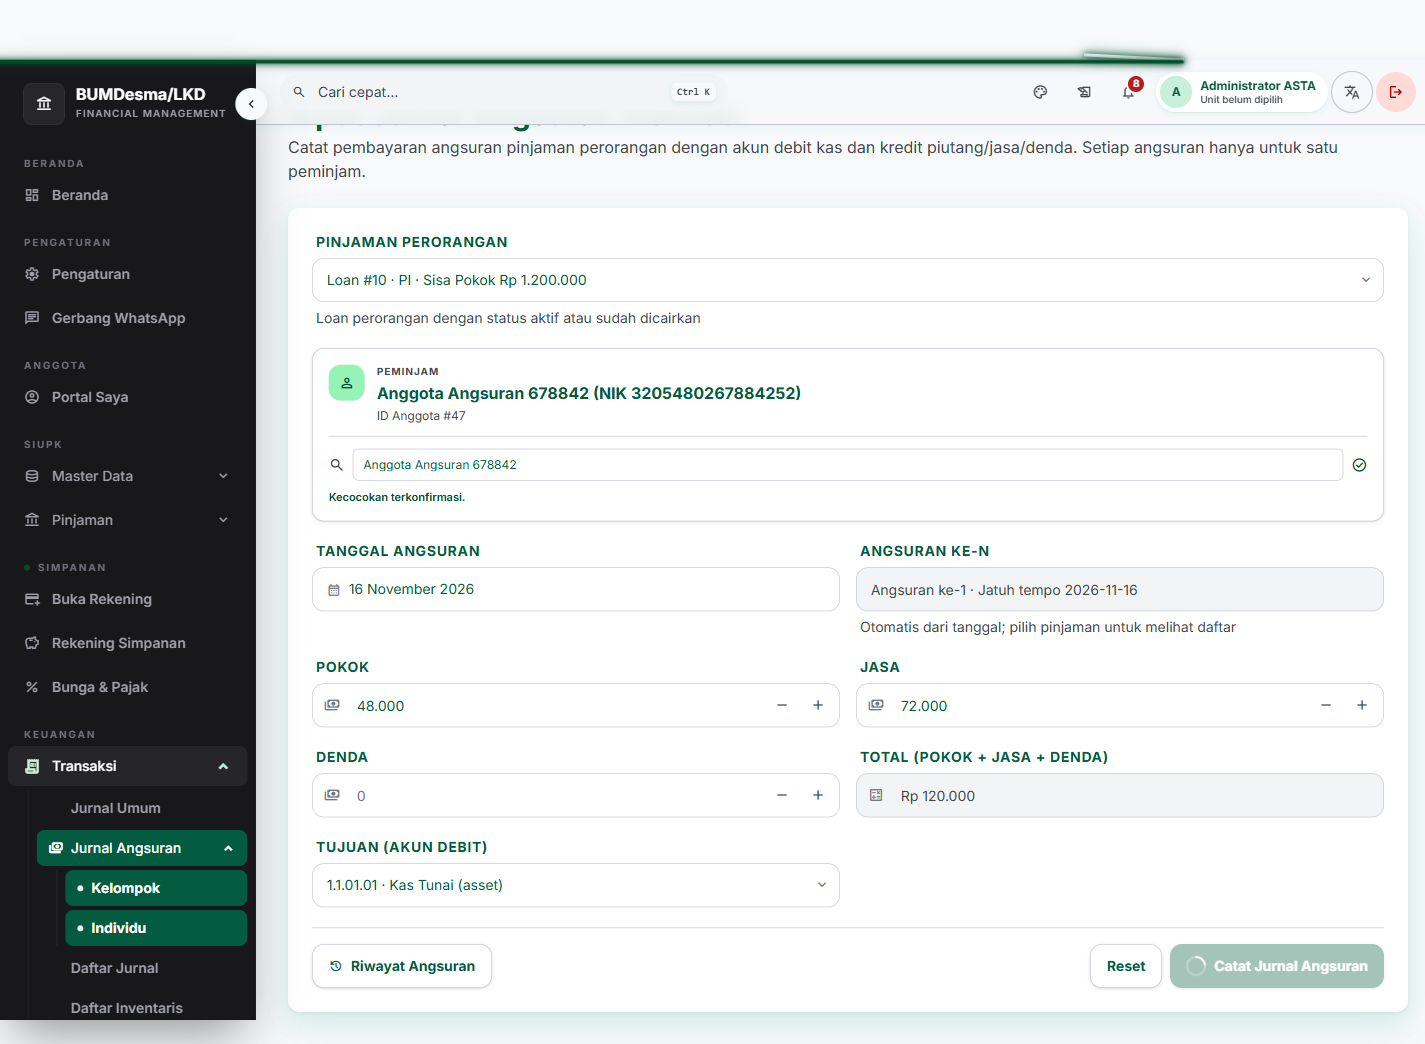 BUMDesma/LKD
FINANCIAL MANAGEMENT
Cari cepat...
Ctrl K
8
A
Administrator ASTA
Unit belum dipilih
BERANDA
Beranda
PENGATURAN
Pengaturan
Gerbang WhatsApp
ANGGOTA
Portal Saya
SIUPK
Master Data
Pinjaman
SIMPANAN
Buka Rekening
Rekening Simpanan
Bunga & Pajak
KEUANGAN
Transaksi
Jurnal Umum
Jurnal Angsuran
Kelompok
Individu
Daftar Jurnal
Daftar Inventaris
Catat pembayaran angsuran pinjaman perorangan dengan akun debit kas dan kredit piutang/jasa/denda. Setiap angsuran hanya untuk satu
peminjam.
PINJAMAN PERORANGAN
Loan #10 · PI · Sisa Pokok Rp 1.200.000
Loan perorangan dengan status aktif atau sudah dicairkan
PEMINJAM
Anggota Angsuran 678842 (NIK 3205480267884252)
ID Anggota #47
Anggota Angsuran 678842
Kecocokan terkonfirmasi.
TANGGAL ANGSURAN
16 November 2026
ANGSURAN KE-N
Angsuran ke-1 · Jatuh tempo 2026-11-16
Otomatis dari tanggal; pilih pinjaman untuk melihat daftar
POKOK
48.000
JASA
72.000
DENDA
0
TOTAL (POKOK + JASA + DENDA)
Rp 120.000
TUJUAN (AKUN DEBIT)
1.1.01.01 · Kas Tunai (asset)
Riwayat Angsuran
Reset
Catat Jurnal Angsuran